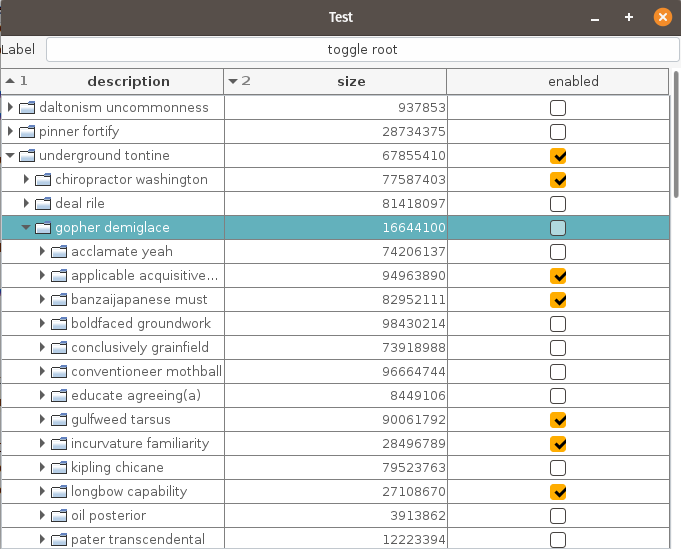 Test
Label toggle root
1 description 2 size enabled
daltonism uncommonness 937853
pinner fortify 28734375
underground tontine 67855410
chiropractor washington 77587403
deal rile 81418097
gopher demiglace 16644100
acclamate yeah 74206137
applicable acquisitive... 94963890
banzaijapanese must 82952111
boldfaced groundwork 98430214
conclusively grainfield 73918988
conventioneer mothball 96664744
educate agreeing(a) 8449106
gulfweed tarsus 90061792
incurvature familiarity 28496789
kipling chicane 79523763
longbow capability 27108670
oil posterior 3913862
pater transcendental 12223394